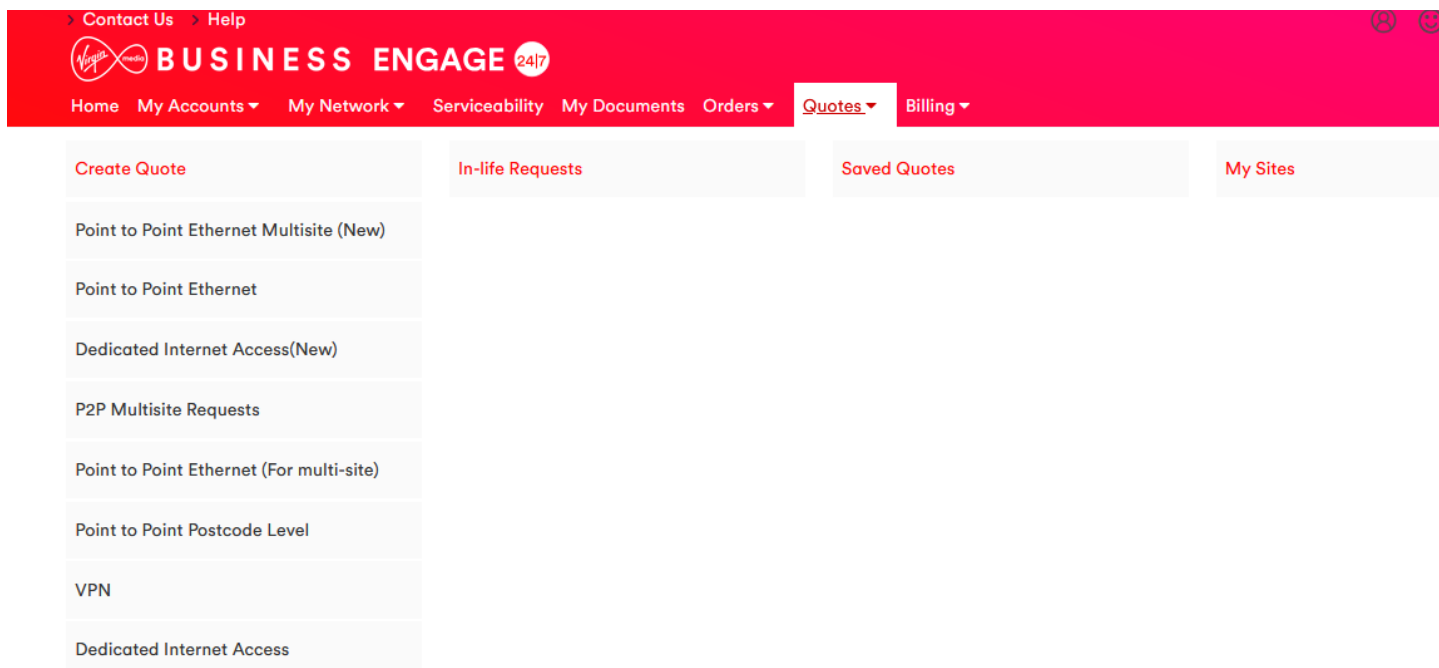 > Contact Us > Help
Virgin media BUSINESS ENGAGE 24|7
Home My Accounts My Network Serviceability My Documents Orders Quotes Billing
Create Quote In-life Requests Saved Quotes My Sites
Point to Point Ethernet Multisite (New)
Point to Point Ethernet
Dedicated Internet Access(New)
P2P Multisite Requests
Point to Point Ethernet (For multi-site)
Point to Point Postcode Level
VPN
Dedicated Internet Access